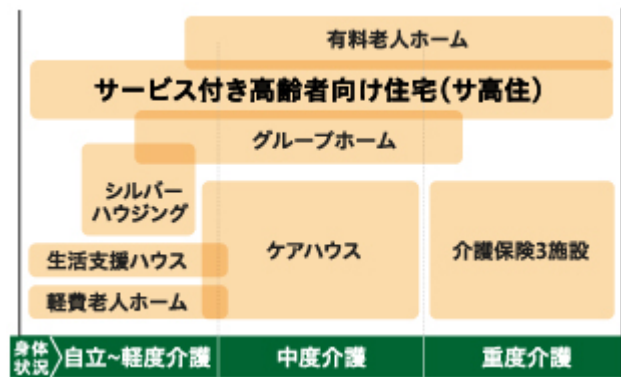 有料老人ホーム
サービス付き高齢者向け住宅(サ高住)
グループホーム
シルバー
ハウジング
ケアハウス
介護保険3施設
生活支援ハウス
軽費老人ホーム
身体
状況
自立~軽度介護
中度介護
重度介護